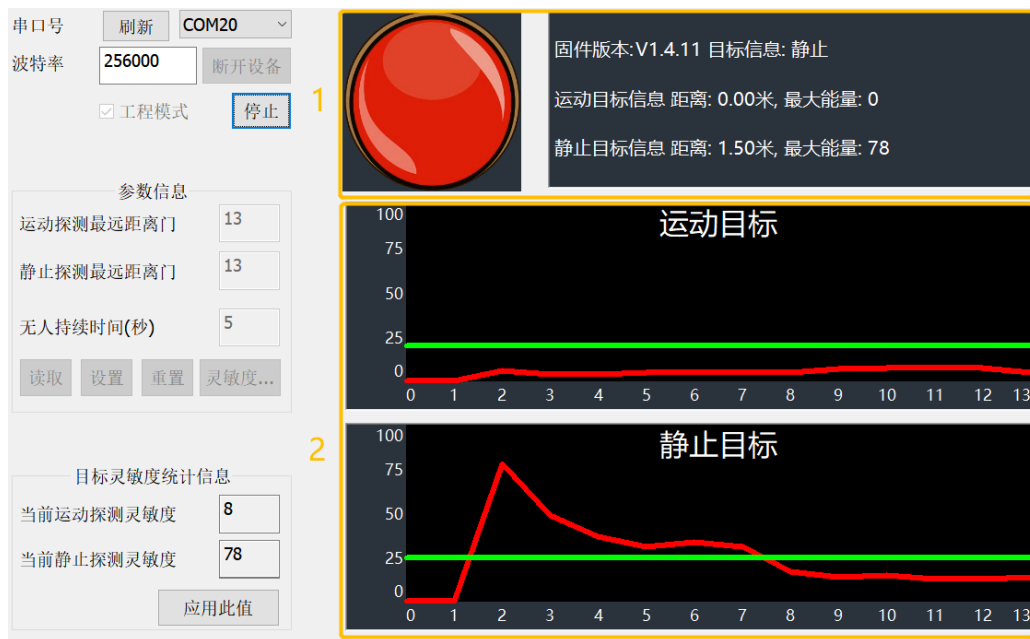 串口号 刷新 COM20
波特率 256000 断开设备
工程模式 停止
参数信息
运动探测最远距离门 13
静止探测最远距离门 13
无人持续时间(秒) 5
读取 设置 重置 灵敏度...
目标灵敏度统计信息
当前运动探测灵敏度 8
当前静止探测灵敏度 78
应用此值
1
固件版本:V1.4.11 目标信息: 静止
运动目标信息 距离: 0.00米, 最大能量: 0
静止目标信息 距离: 1.50米, 最大能量: 78
2
运动目标
100
75
50
25
0
0 1 2 3 4 5 6 7 8 9 10 11 12 13
静止目标
100
75
50
25
0
0 1 2 3 4 5 6 7 8 9 10 11 12 13